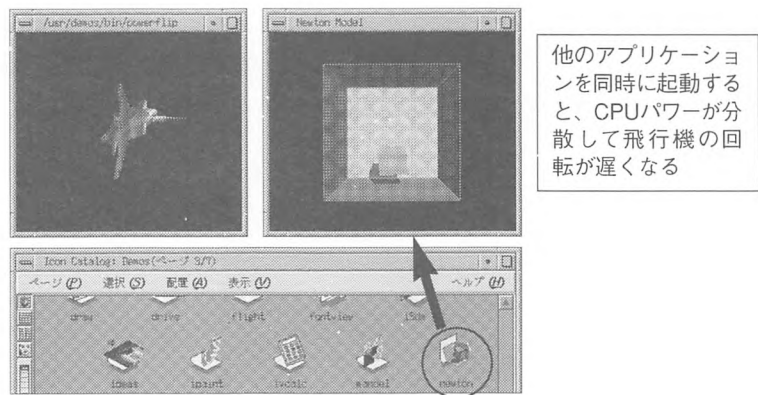 /usr/demos/bin/powerflip
Newton Model
他のアプリケーショ
ンを同時に起動する
と、CPUパワーが分
散して飛行機の回
転が遅くなる
Icon Catalog: Demos(ページ 3/7)
ページ(P) 選択(S) 配置(A) 表示(V) ヘルプ(H)
draw drive flight fontview i5dm
ideas ipaint ivcalc mandel newton